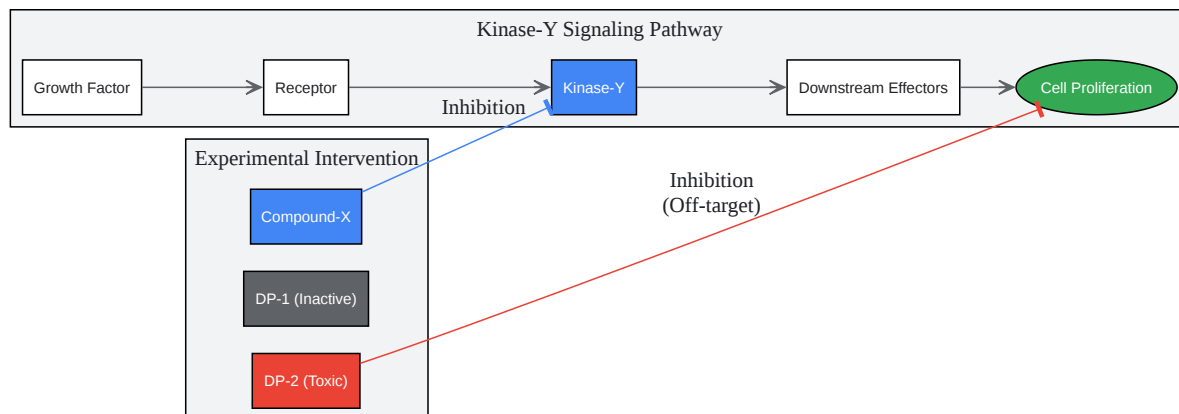 Kinase-Y Signaling Pathway
Growth Factor
Receptor
Kinase-Y
Downstream Effectors
Cell Proliferation
Inhibition
Experimental Intervention
Compound-X
DP-1 (Inactive)
DP-2 (Toxic)
Inhibition
(Off-target)